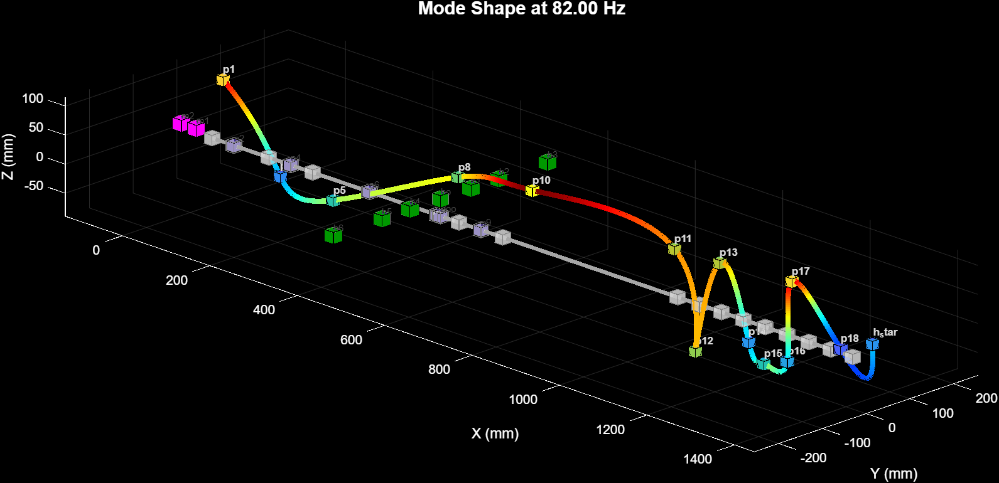 Mode Shape at 82.00 Hz
p1
100
50
0
-50
Z (mm)
p5
p8
p10
p11
p13
p12
p15
p16
p17
p18
h_star
0
200
400
600
800
1000
1200
1400
X (mm)
-200
-100
0
100
200
Y (mm)